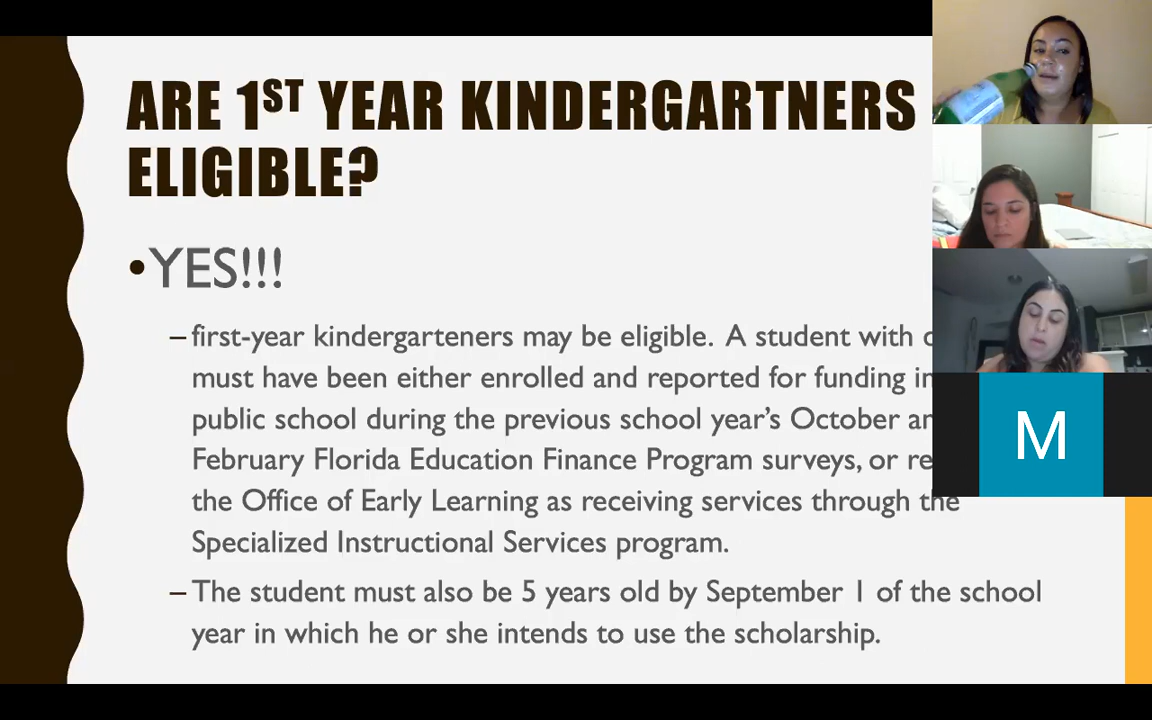 ARE 1ST YEAR KINDERGARTNERS
ELIGIBLE?
•YES!!!
–first-year kindergarteners may be eligible. A student with
must have been either enrolled and reported for funding
public school during the previous school year's October
February Florida Education Finance Program surveys, or
the Office of Early Learning as receiving services through the
Specialized Instructional Services program.
–The student must also be 5 years old by September 1 of the school
year in which he or she intends to use the scholarship.
M